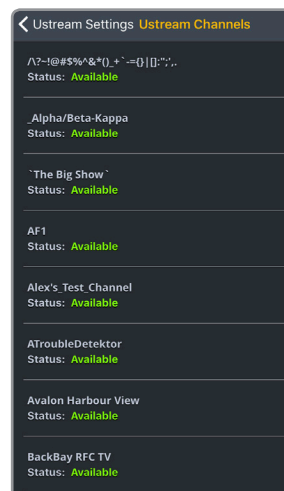 Ustream Settings Ustream Channels
/\?~!@#$%^&*()_+`-={}|[]:";',.
Status: Available
_Alpha/Beta-Kappa
Status: Available
`The Big Show`
Status: Available
AF1
Status: Available
Alex's_Test_Channel
Status: Available
ATroubleDetektor
Status: Available
Avalon Harbour View
Status: Available
BackBay RFC TV
Status: Available